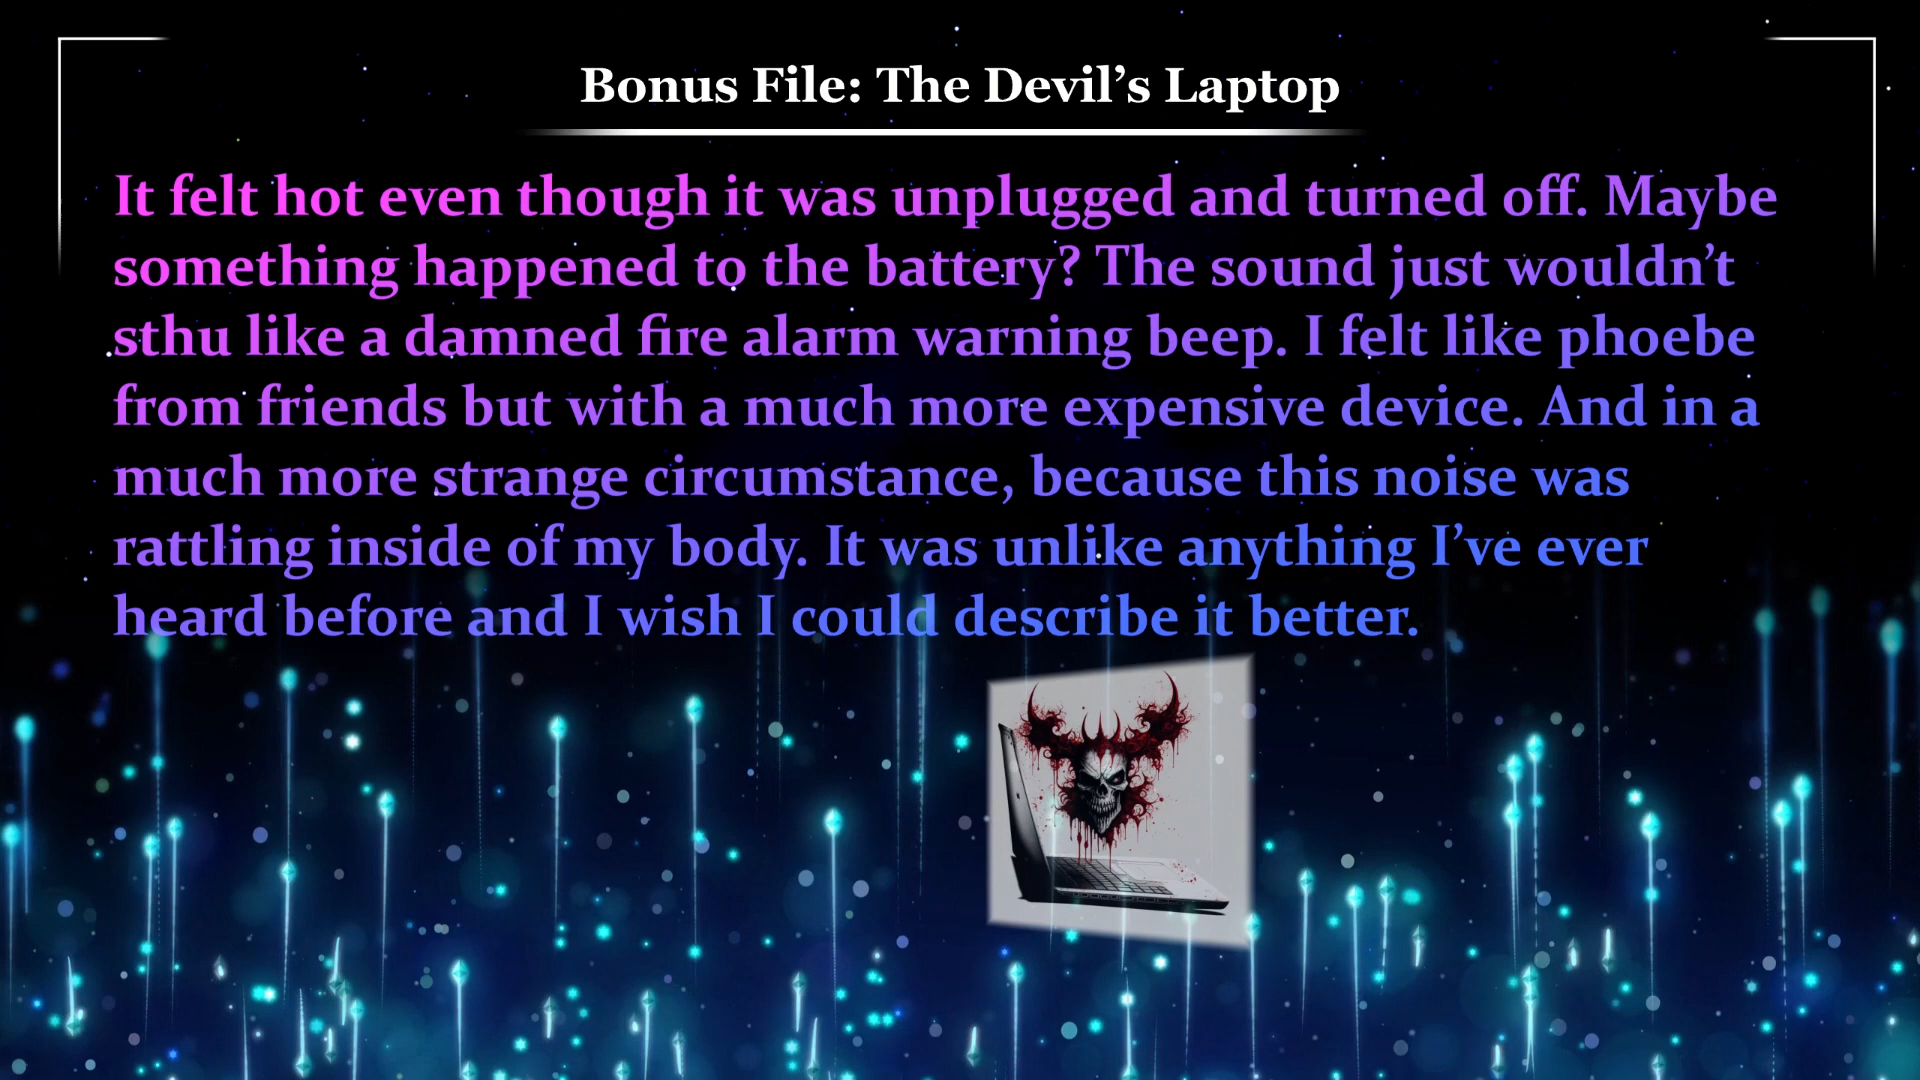 Bonus File: The Devil’s Laptop
It felt hot even though it was unplugged and turned off. Maybe
something happened to the battery? The sound just wouldn’t
sthu like a damned fire alarm warning beep. I felt like phoebe
from friends but with a much more expensive device. And in a
much more strange circumstance, because this noise was
rattling inside of my body. It was unlike anything I’ve ever
heard before and I wish I could describe it better.